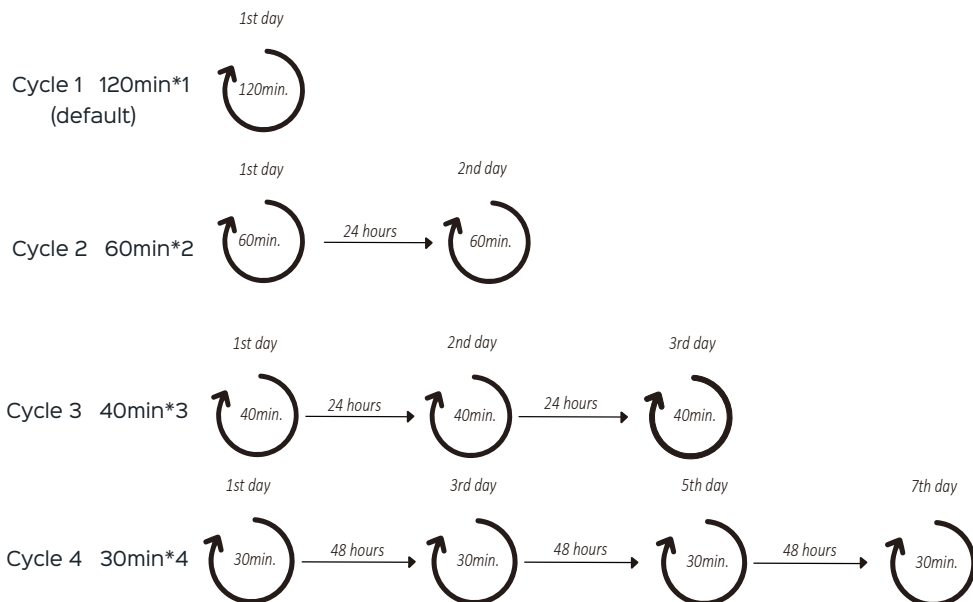 1st day
Cycle 1 120min*1
(default)
120min.
1st day 2nd day
Cycle 2 60min*2
60min. 24 hours 60min.
1st day 2nd day 3rd day
Cycle 3 40min*3
40min. 24 hours 40min. 24 hours 40min.
1st day 3rd day 5th day 7th day
Cycle 4 30min*4
30min. 48 hours 30min. 48 hours 30min. 48 hours 30min.